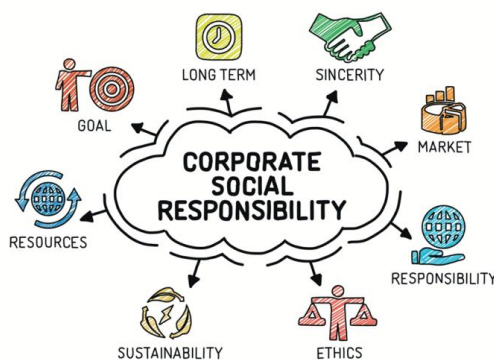 LONG TERM
SINCERITY
GOAL
MARKET
CORPORATE
SOCIAL
RESPONSIBILITY
RESOURCES
RESPONSIBILITY
SUSTAINABILITY
ETHICS